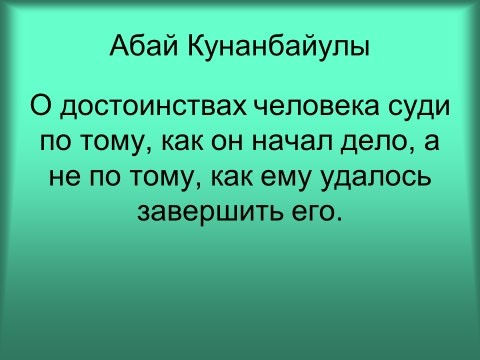 Абай Кунанбайулы
О достоинствах человека суди
по тому, как он начал дело, а
не по тому, как ему удалось
завершить его.